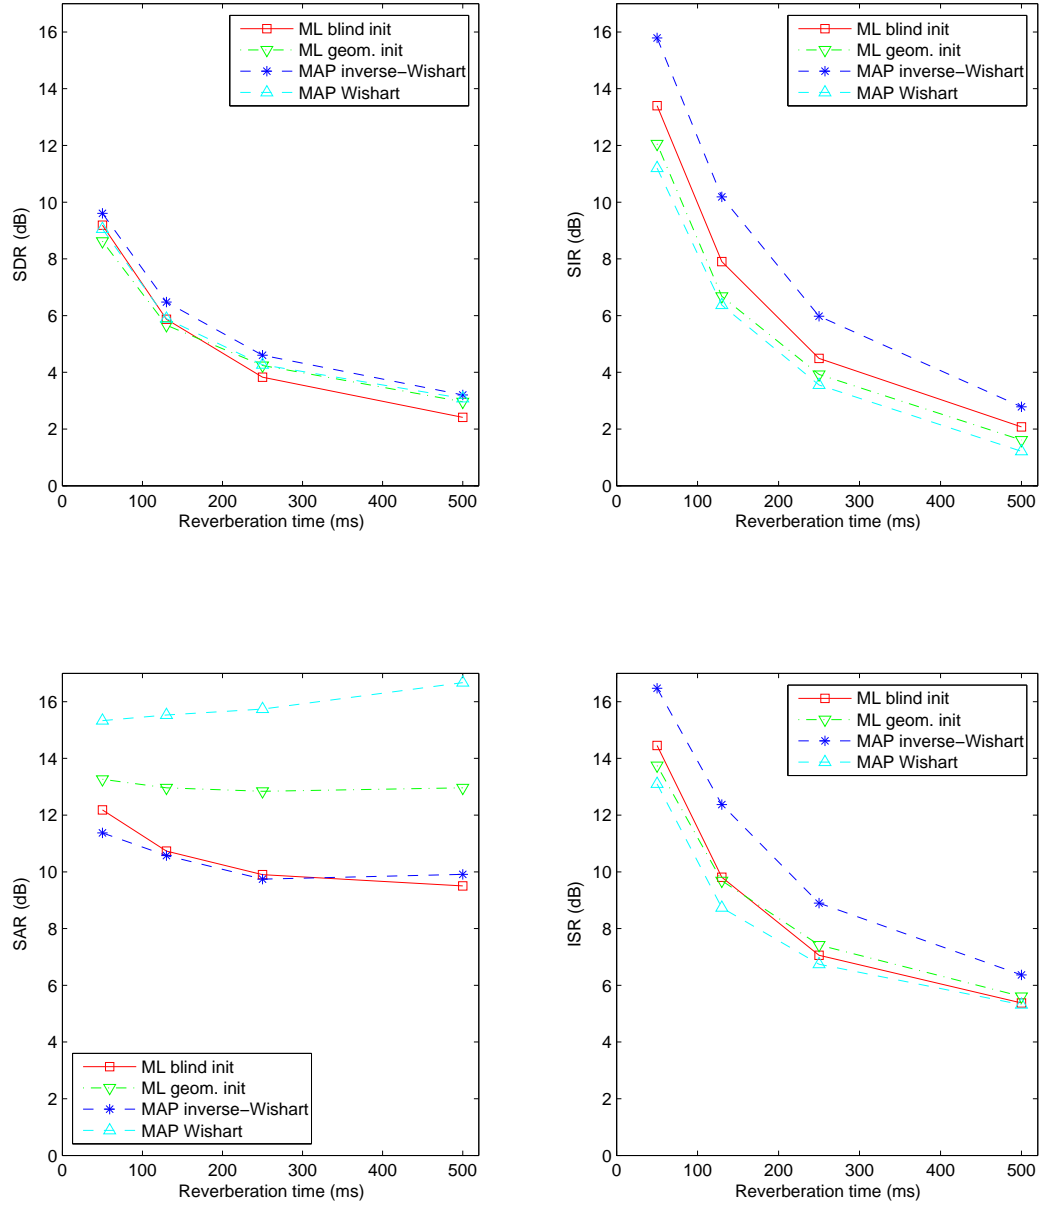 16
14
12
10
8
6
4
2
0
SDR (dB)
0 100 200 300 400 500
Reverberation time (ms)
ML blind init
ML geom. init
MAP inverse−Wishart
MAP Wishart
16
14
12
10
8
6
4
2
0
SIR (dB)
0 100 200 300 400 500
Reverberation time (ms)
ML blind init
ML geom. init
MAP inverse−Wishart
MAP Wishart
16
14
12
10
8
6
4
2
0
SAR (dB)
0 100 200 300 400 500
Reverberation time (ms)
ML blind init
ML geom. init
MAP inverse−Wishart
MAP Wishart
16
14
12
10
8
6
4
2
0
ISR (dB)
0 100 200 300 400 500
Reverberation time (ms)
ML blind init
ML geom. init
MAP inverse−Wishart
MAP Wishart